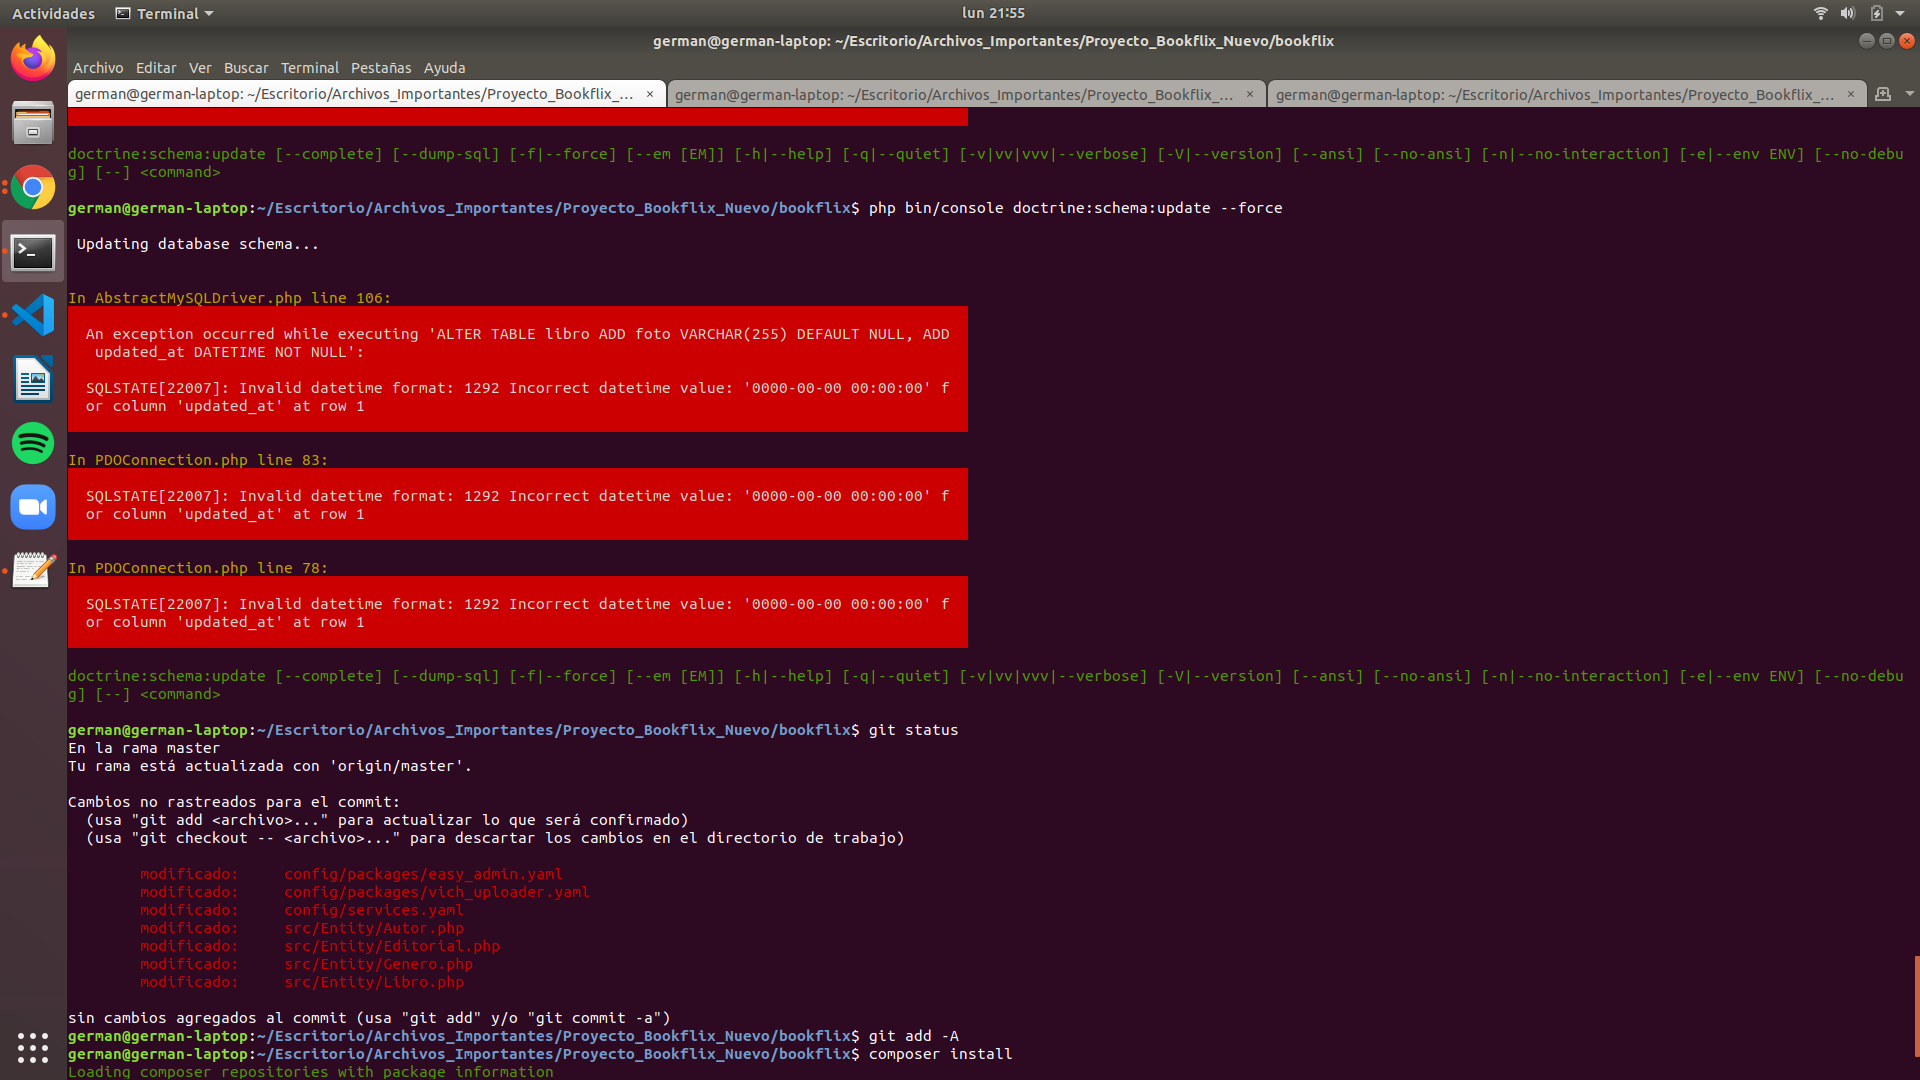 Actividades
Terminal
lun 21:55
german@german-laptop: ~/Escritorio/Archivos_Importantes/Proyecto_Bookflix_Nuevo/bookflix
Archivo Editar Ver Buscar Terminal Pestañas Ayuda
german@german-laptop: ~/Escritorio/Archivos_Importantes/Proyecto_Bookflix_... ×
german@german-laptop: ~/Escritorio/Archivos_Importantes/Proyecto_Bookflix_... ×
german@german-laptop: ~/Escritorio/Archivos_Importantes/Proyecto_Bookflix_... ×
doctrine:schema:update [--complete] [--dump-sql] [-f|--force] [--em [EM]] [-h|--help] [-q|--quiet] [-v|vv|vvv|--verbose] [-V|--version] [--ansi] [--no-ansi] [-n|--no-interaction] [-e|--env ENV] [--no-debu
g] [--] <command>
german@german-laptop:~/Escritorio/Archivos_Importantes/Proyecto_Bookflix_Nuevo/bookflix$ php bin/console doctrine:schema:update --force
Updating database schema...
In AbstractMySQLDriver.php line 106:
An exception occurred while executing 'ALTER TABLE libro ADD foto VARCHAR(255) DEFAULT NULL, ADD
updated_at DATETIME NOT NULL':
SQLSTATE[22007]: Invalid datetime format: 1292 Incorrect datetime value: '0000-00-00 00:00:00' f
or column 'updated_at' at row 1
In PDOConnection.php line 83:
SQLSTATE[22007]: Invalid datetime format: 1292 Incorrect datetime value: '0000-00-00 00:00:00' f
or column 'updated_at' at row 1
In PDOConnection.php line 78:
SQLSTATE[22007]: Invalid datetime format: 1292 Incorrect datetime value: '0000-00-00 00:00:00' f
or column 'updated_at' at row 1
doctrine:schema:update [--complete] [--dump-sql] [-f|--force] [--em [EM]] [-h|--help] [-q|--quiet] [-v|vv|vvv|--verbose] [-V|--version] [--ansi] [--no-ansi] [-n|--no-interaction] [-e|--env ENV] [--no-debu
g] [--] <command>
german@german-laptop:~/Escritorio/Archivos_Importantes/Proyecto_Bookflix_Nuevo/bookflix$ git status
En la rama master
Tu rama está actualizada con 'origin/master'.
Cambios no rastreados para el commit:
(usa "git add <archivo>..." para actualizar lo que será confirmado)
(usa "git checkout -- <archivo>..." para descartar los cambios en el directorio de trabajo)
modificado: config/packages/easy_admin.yaml
modificado: config/packages/vich_uploader.yaml
modificado: config/services.yaml
modificado: src/Entity/Autor.php
modificado: src/Entity/Editorial.php
modificado: src/Entity/Genero.php
modificado: src/Entity/Libro.php
sin cambios agregados al commit (usa "git add" y/o "git commit -a")
german@german-laptop:~/Escritorio/Archivos_Importantes/Proyecto_Bookflix_Nuevo/bookflix$ git add -A
german@german-laptop:~/Escritorio/Archivos_Importantes/Proyecto_Bookflix_Nuevo/bookflix$ composer install
Loading composer repositories with package information